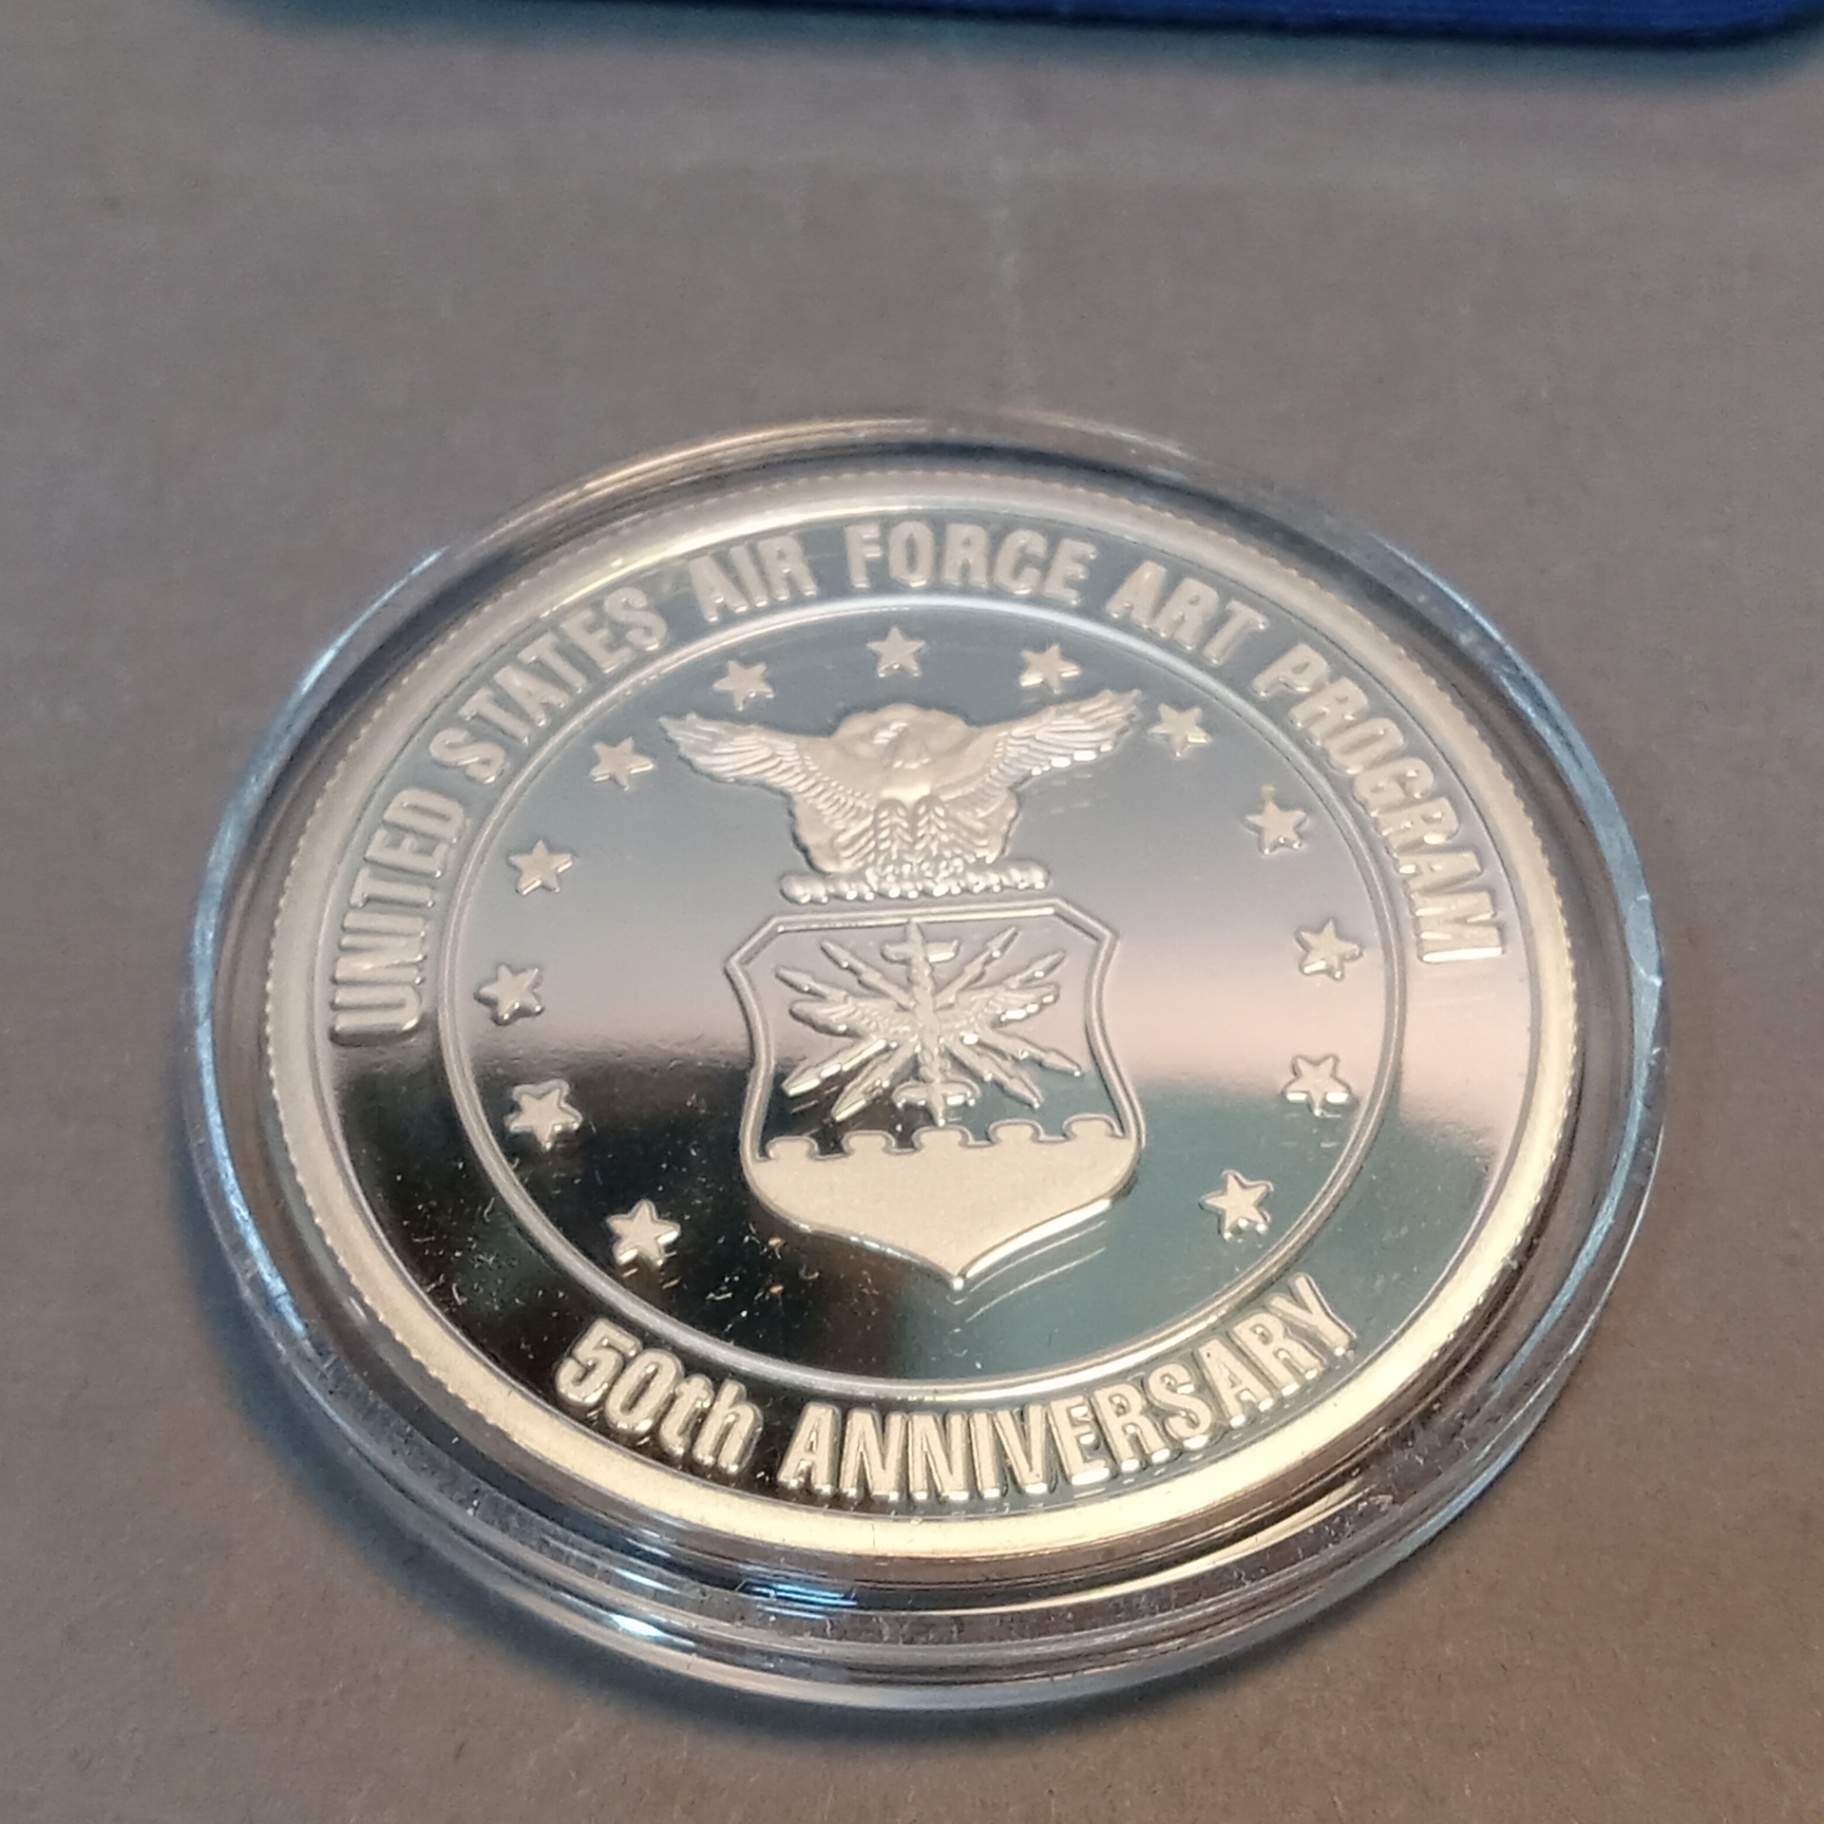 UNITED STATES AIR FORCE ART PROGRAM
50th ANNIVERSARY